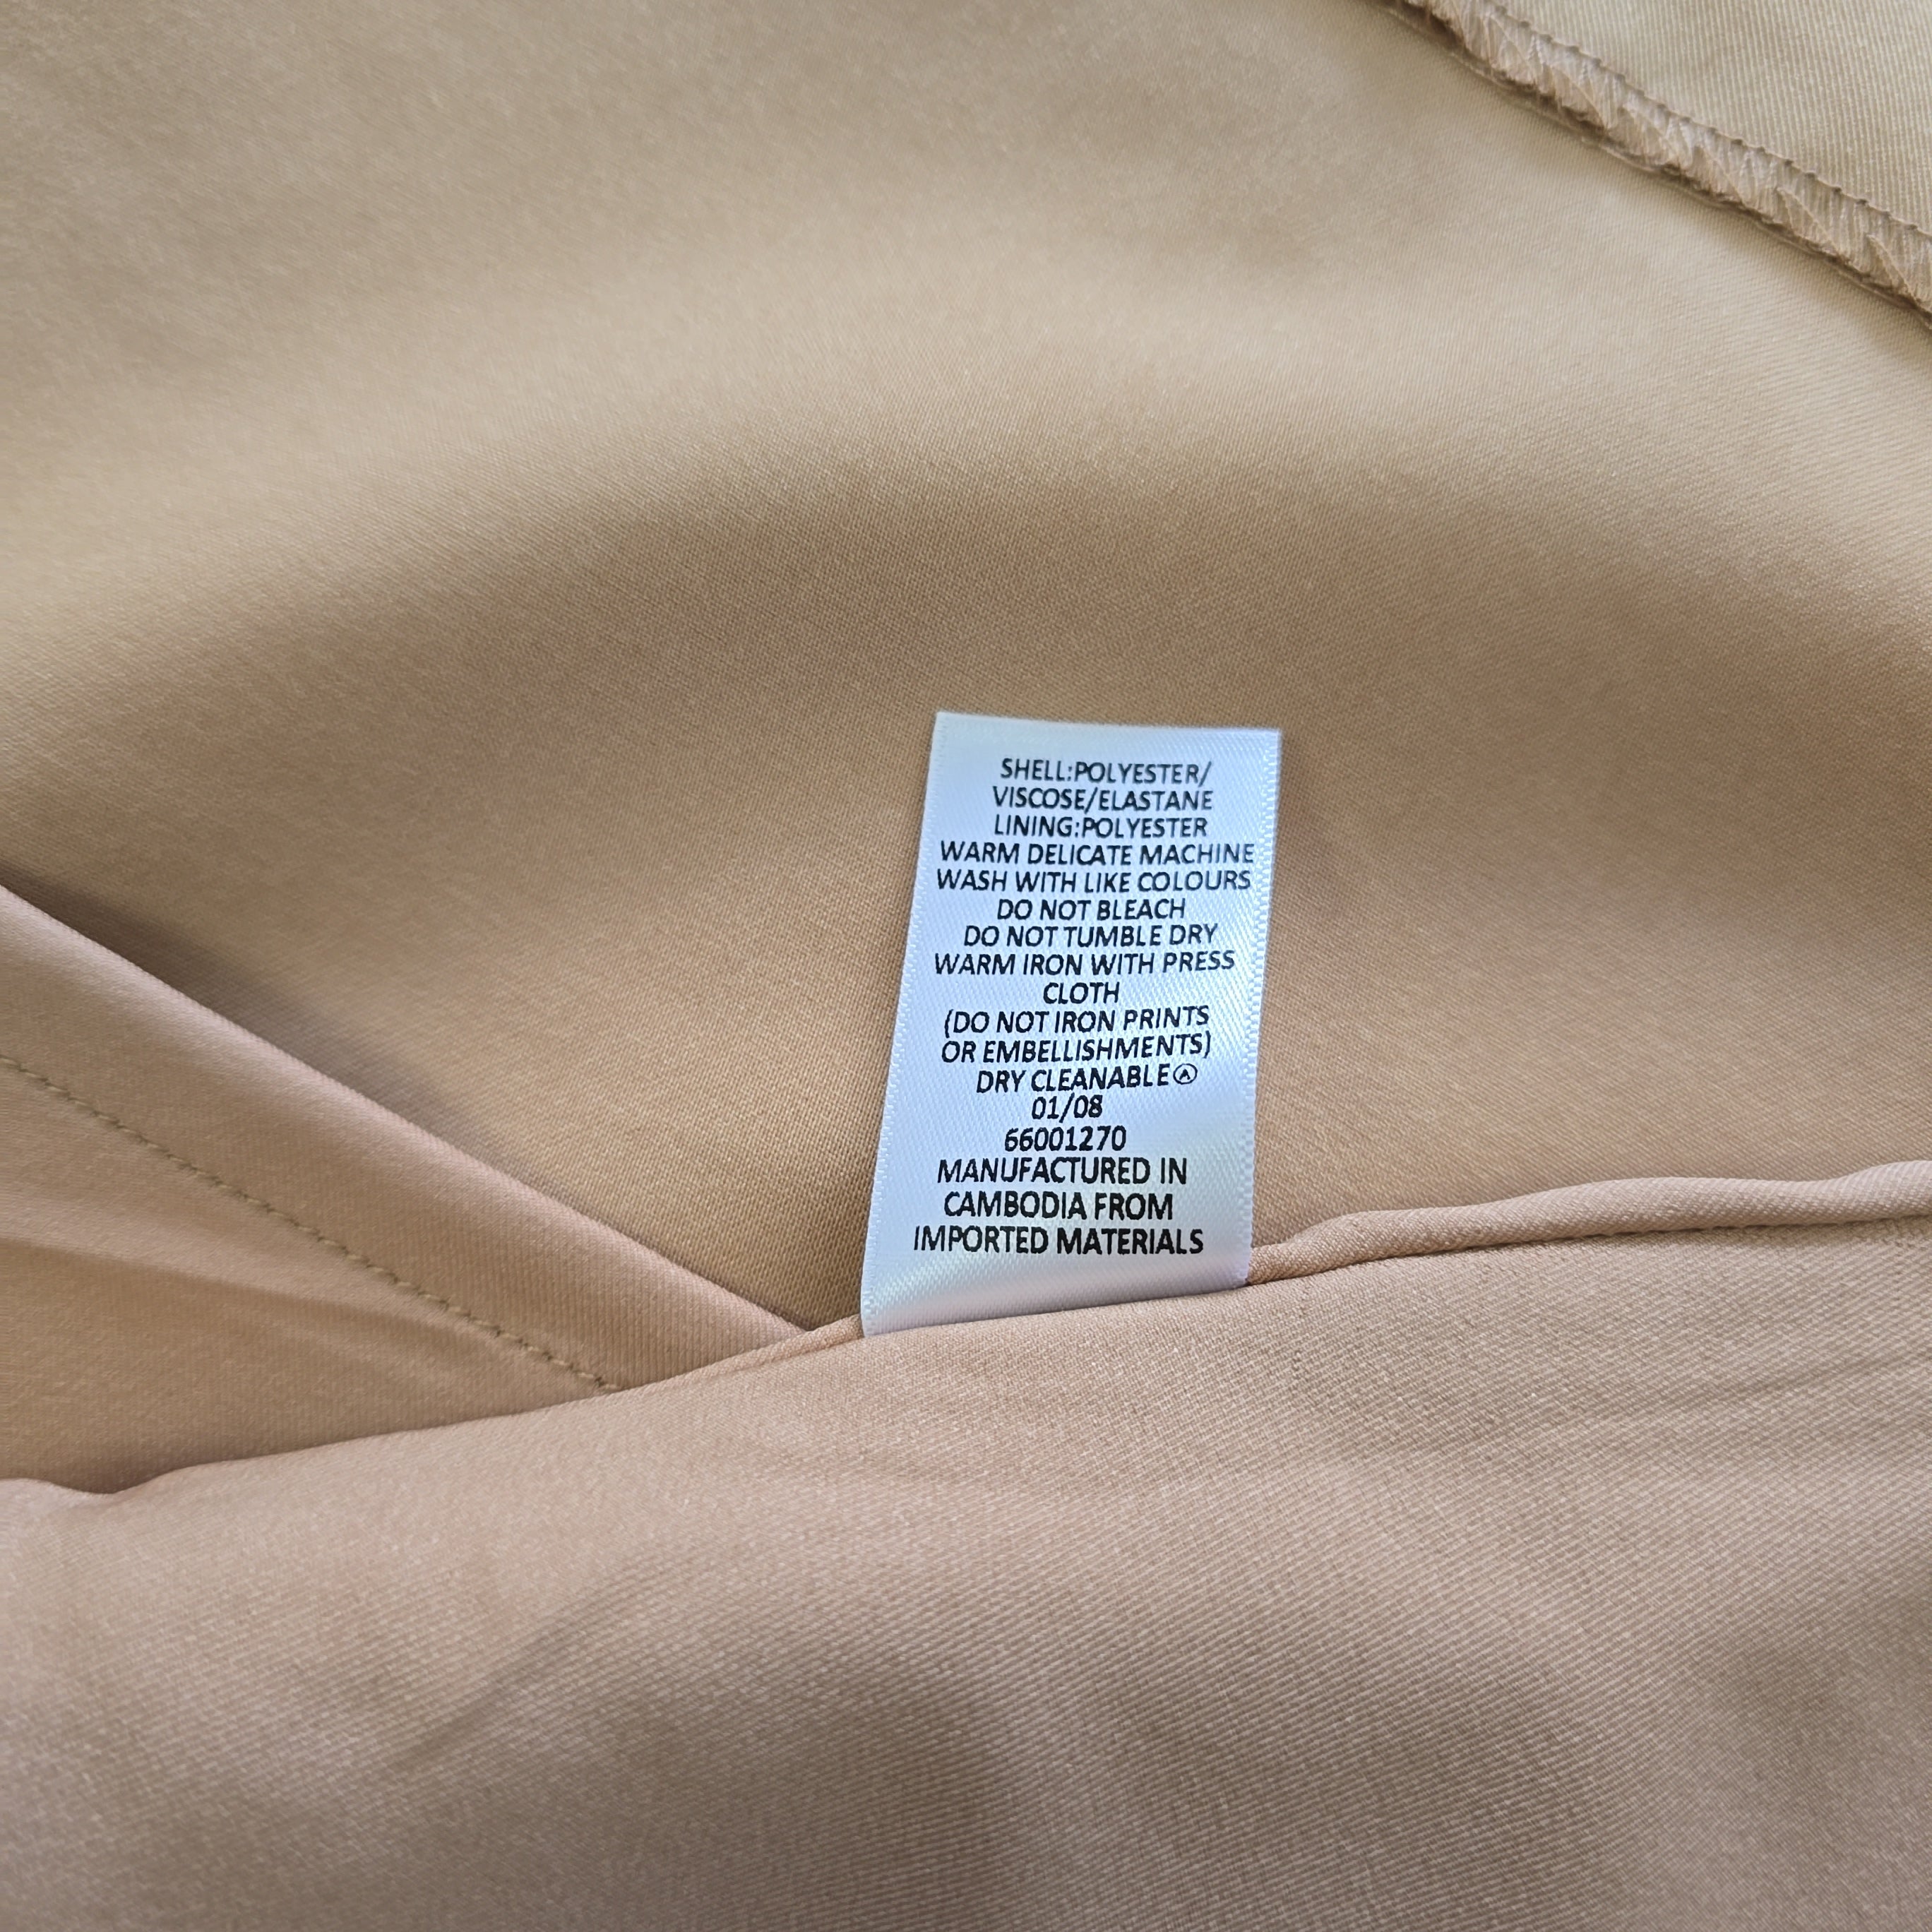 SHELL:POLYESTER/
VISCOSE/ELASTANE
LINING:POLYESTER
WARM DELICATE MACHINE
WASH WITH LIKE COLOURS
DO NOT BLEACH
DO NOT TUMBLE DRY
WARM IRON WITH PRESS
CLOTH
(DO NOT IRON PRINTS
OR EMBELLISHMENTS)
DRY CLEANABLE Ⓐ
01/08
66001270
MANUFACTURED IN
CAMBODIA FROM
IMPORTED MATERIALS